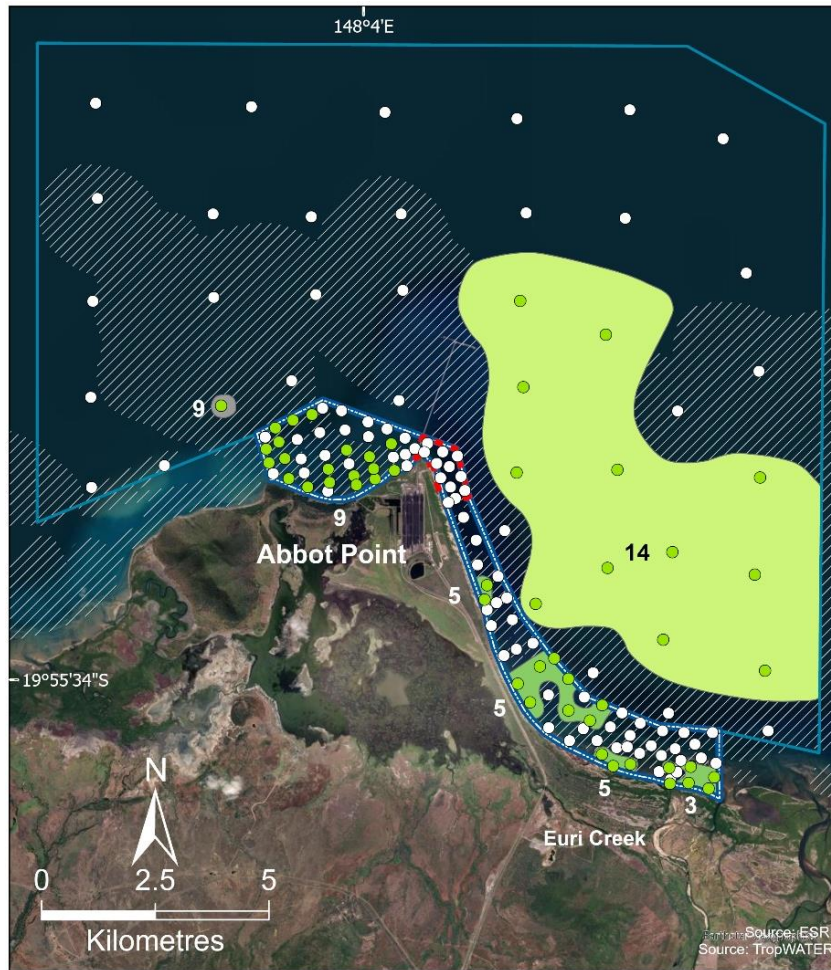 148°4'E
9
9
Abbot Point
14
5
19°55'34"S
5
5
3
N
Euri Creek
0 2.5 5
Kilometres
Source: ESRI
Source: TropWATER